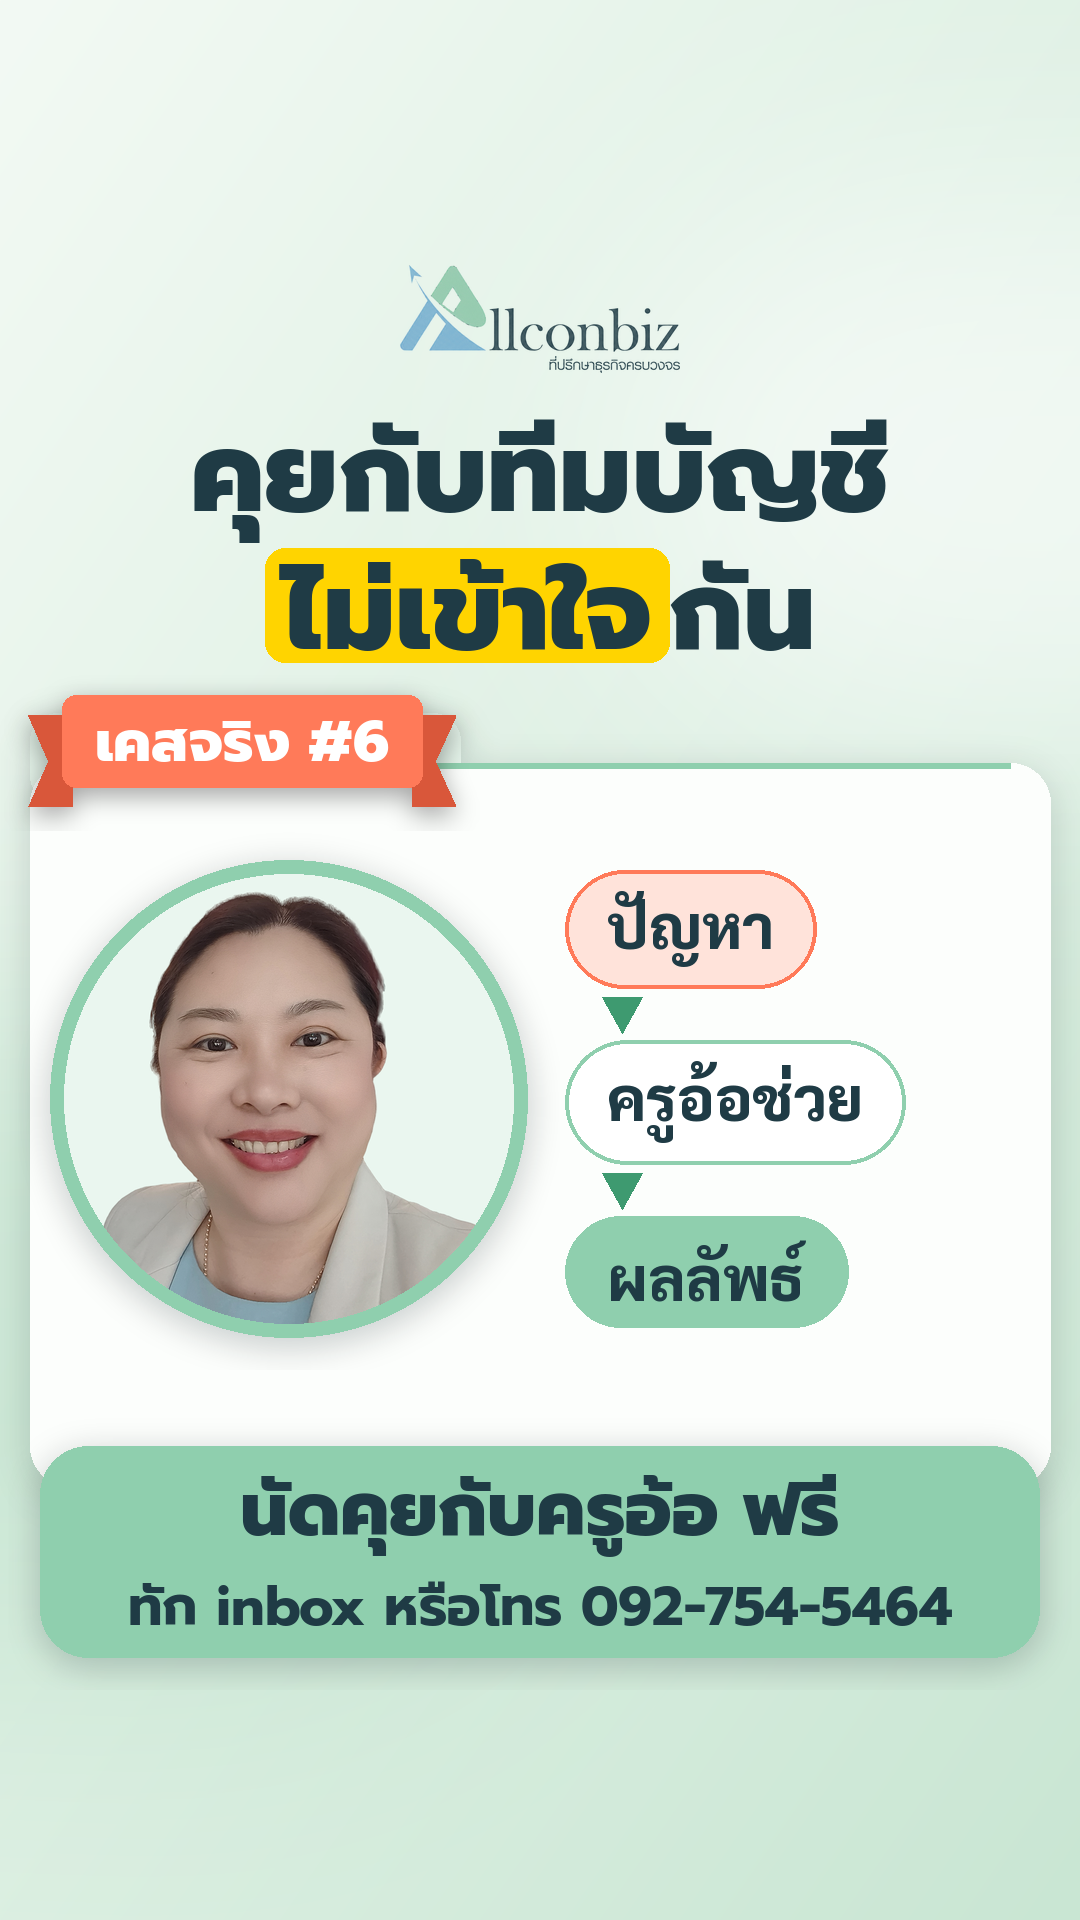 Allconbiz
ที่ปรึกษาธุรกิจครบวงจร
คุยกับทีมบัญชี
ไม่เข้าใจกัน
เคสจริง #6
ปัญหา
ครูอ้อช่วย
ผลลัพธ์
นัดคุยกับครูอ้อ ฟรี
ทัก inbox หรือโทร 092-754-5464